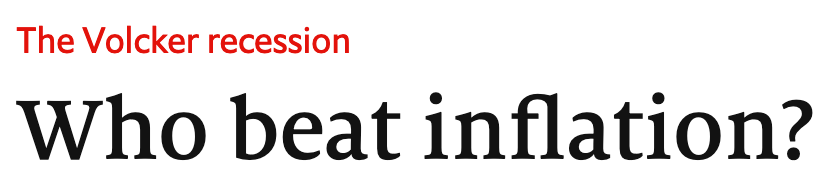 The Volcker recession
Who beat inflation?